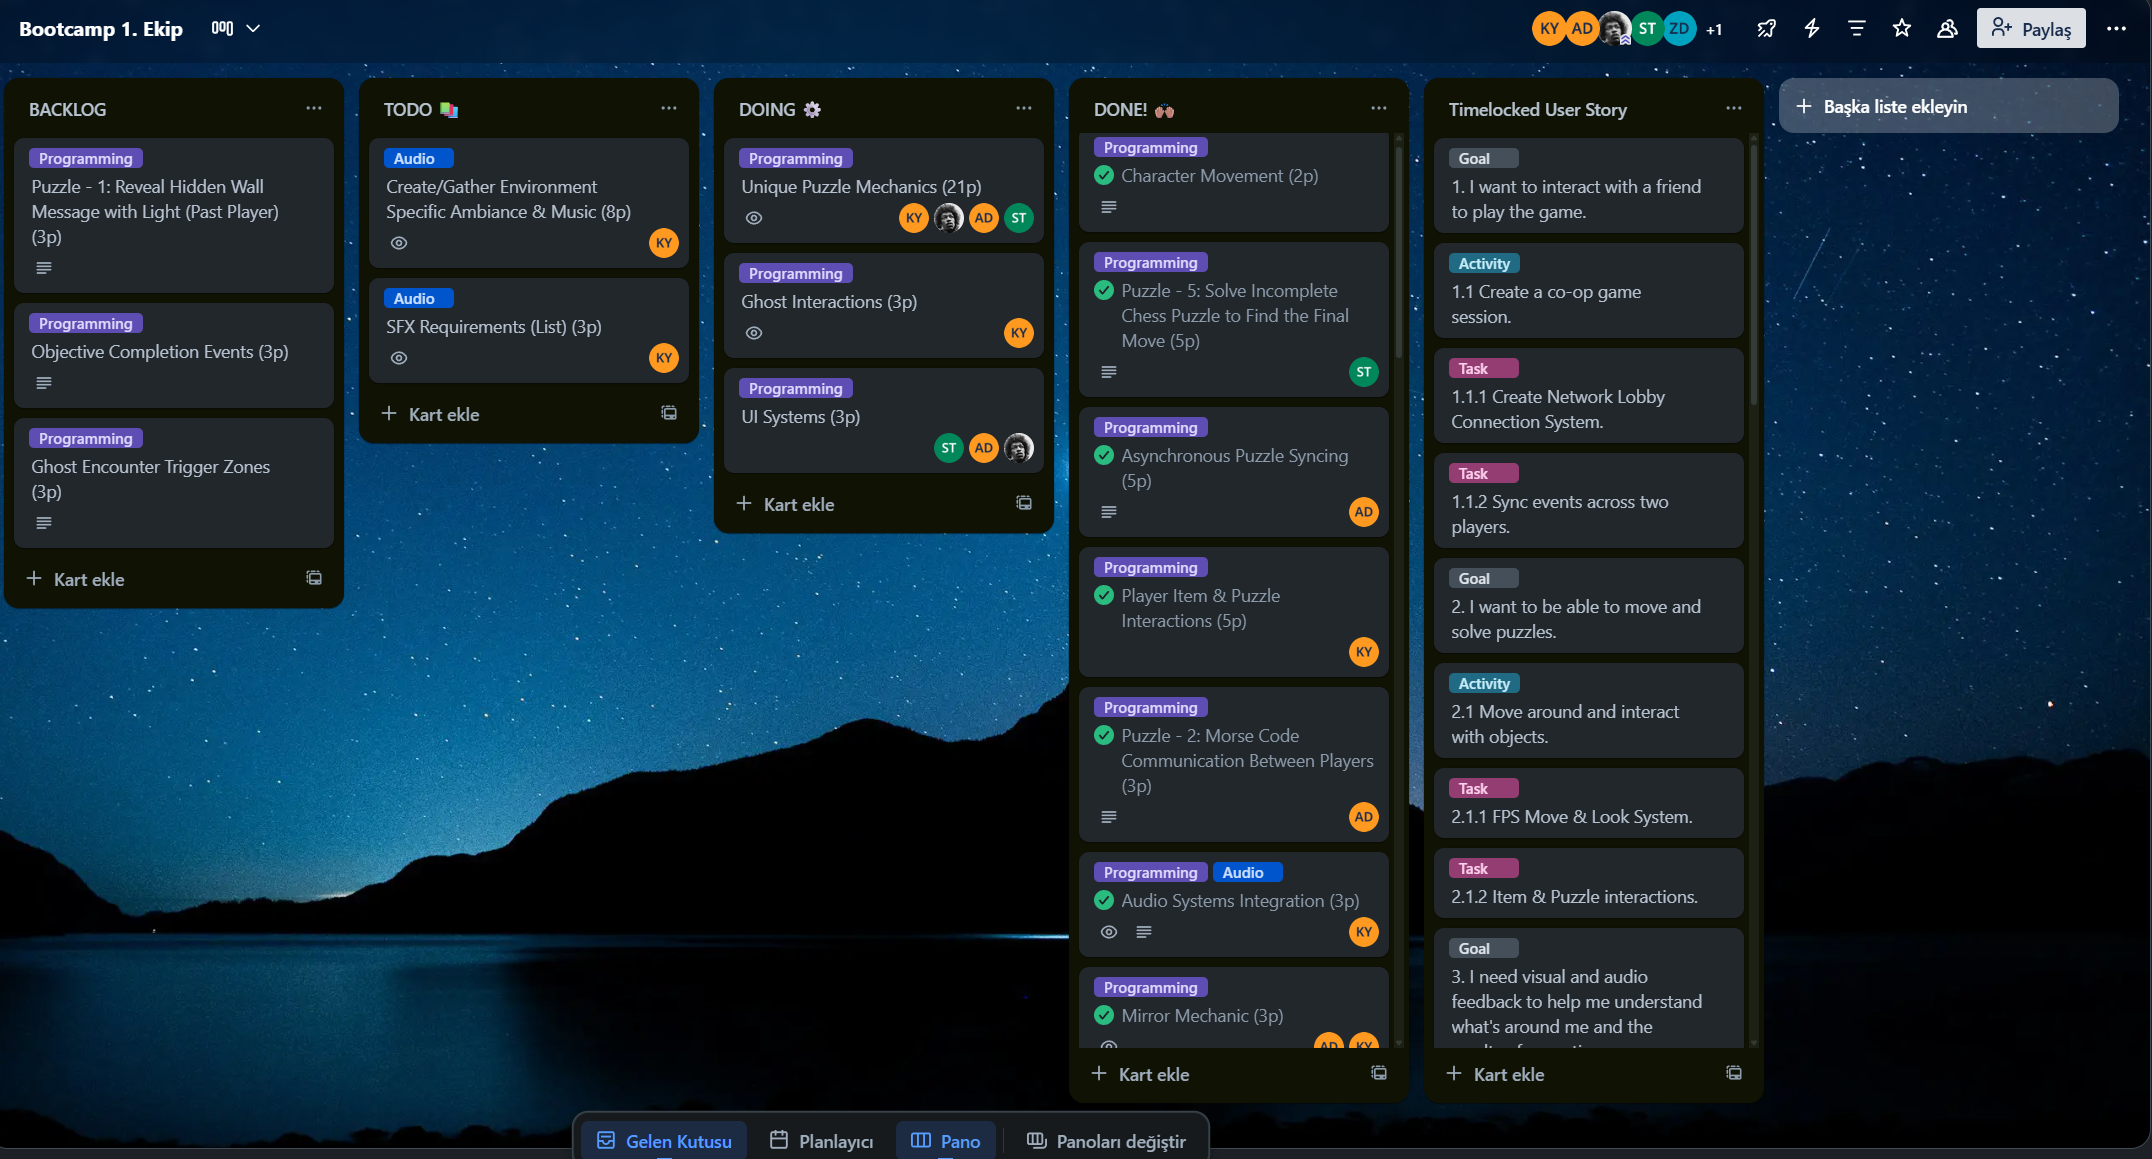 Bootcamp 1. Ekip
KY
AD
ST
ZD
+1
Paylaş
BACKLOG
Programming
Puzzle - 1: Reveal Hidden Wall
Message with Light (Past Player)
(3p)
Programming
Objective Completion Events (3p)
Programming
Ghost Encounter Trigger Zones
(3p)
Kart ekle
TODO
Audio
Create/Gather Environment
Specific Ambiance & Music (8p)
KY
Audio
SFX Requirements (List) (3p)
KY
Kart ekle
DOING
Programming
Unique Puzzle Mechanics (21p)
KY
AD
ST
Programming
Ghost Interactions (3p)
KY
Programming
UI Systems (3p)
ST
AD
Kart ekle
DONE!
Programming
Character Movement (2p)
Programming
Puzzle - 5: Solve Incomplete
Chess Puzzle to Find the Final
Move (5p)
ST
Programming
Asynchronous Puzzle Syncing
(5p)
AD
Programming
Player Item & Puzzle
Interactions (5p)
KY
Programming
Puzzle - 2: Morse Code
Communication Between Players
(3p)
AD
Programming Audio
Audio Systems Integration (3p)
KY
Programming
Mirror Mechanic (3p)
AD
KY
Kart ekle
Timelocked User Story
Goal
1. I want to interact with a friend
to play the game.
Activity
1.1 Create a co-op game
session.
Task
1.1.1 Create Network Lobby
Connection System.
Task
1.1.2 Sync events across two
players.
Goal
2. I want to be able to move and
solve puzzles.
Activity
2.1 Move around and interact
with objects.
Task
2.1.1 FPS Move & Look System.
Task
2.1.2 Item & Puzzle interactions.
Goal
3. I need visual and audio
feedback to help me understand
what's around me and the
Kart ekle
Başka liste ekleyin
Gelen Kutusu
Planlayıcı
Pano
Panoları değiştir